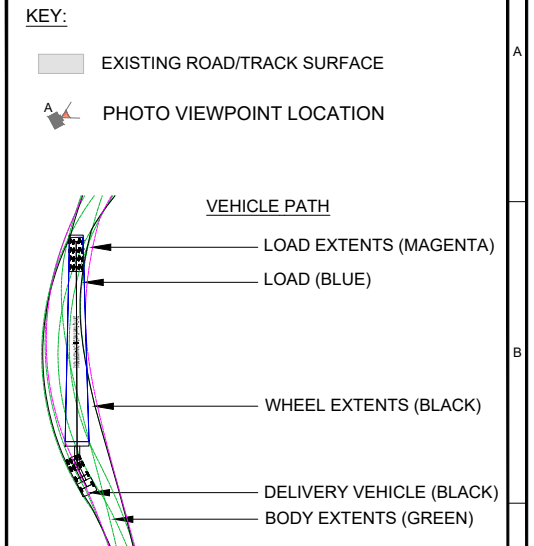 KEY:
A
EXISTING ROAD/TRACK SURFACE
A
PHOTO VIEWPOINT LOCATION
VEHICLE PATH
LOAD EXTENTS (MAGENTA)
LOAD (BLUE)
B
WHEEL EXTENTS (BLACK)
DELIVERY VEHICLE (BLACK)
BODY EXTENTS (GREEN)